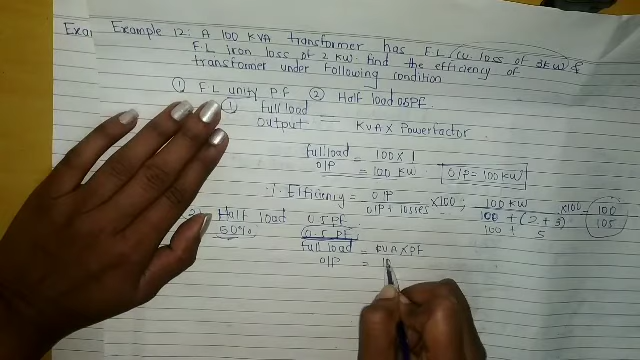 Exa
Example 12: A 100 KVA transformer has F.L (cu loss of 3kW) &
F.L iron loss of 2 kW. Find the efficiency of
transformer under following condition
① F.L unity PF ② Half load 0.5PF.
① Full load output = KVA X Powerfactor
full load O/P = 100 X 1
= 100 KW [O/P = 100 KW]
Efficiency = O/P / O/P + losses X100 ; 100 KW / 100 + (2 + 3) X100 100 / 105
100 + 5
Half load 0.5 PF
50% 0.5 PF
full load O/P = KVA X PF
= 1